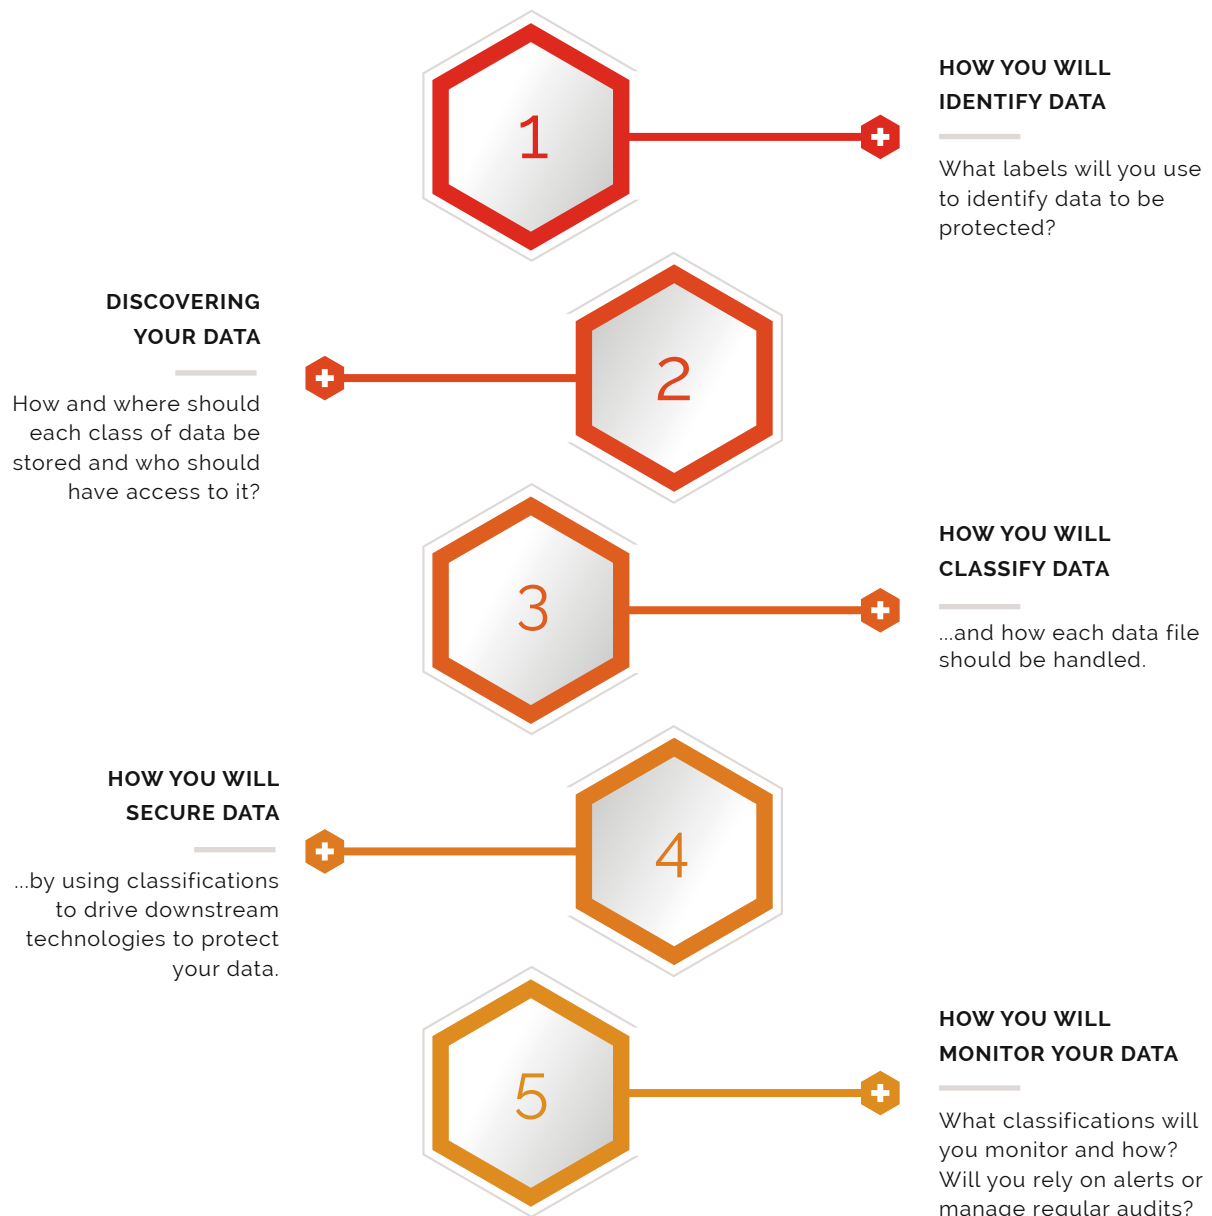 1
HOW YOU WILL
IDENTIFY DATA
What labels will you use
to identify data to be
protected?
DISCOVERING
YOUR DATA
How and where should
each class of data be
stored and who should
have access to it?
2
3
HOW YOU WILL
CLASSIFY DATA
...and how each data file
should be handled.
HOW YOU WILL
SECURE DATA
...by using classifications
to drive downstream
technologies to protect
your data.
4
5
HOW YOU WILL
MONITOR YOUR DATA
What classifications will
you monitor and how?
Will you rely on alerts or
manage regular audits?